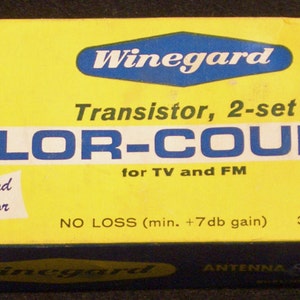 Winegard
Transistor, 2-set
LOR-COU
for TV and FM
NO LOSS (min. +7db gain)
Winegard
ANTENNA